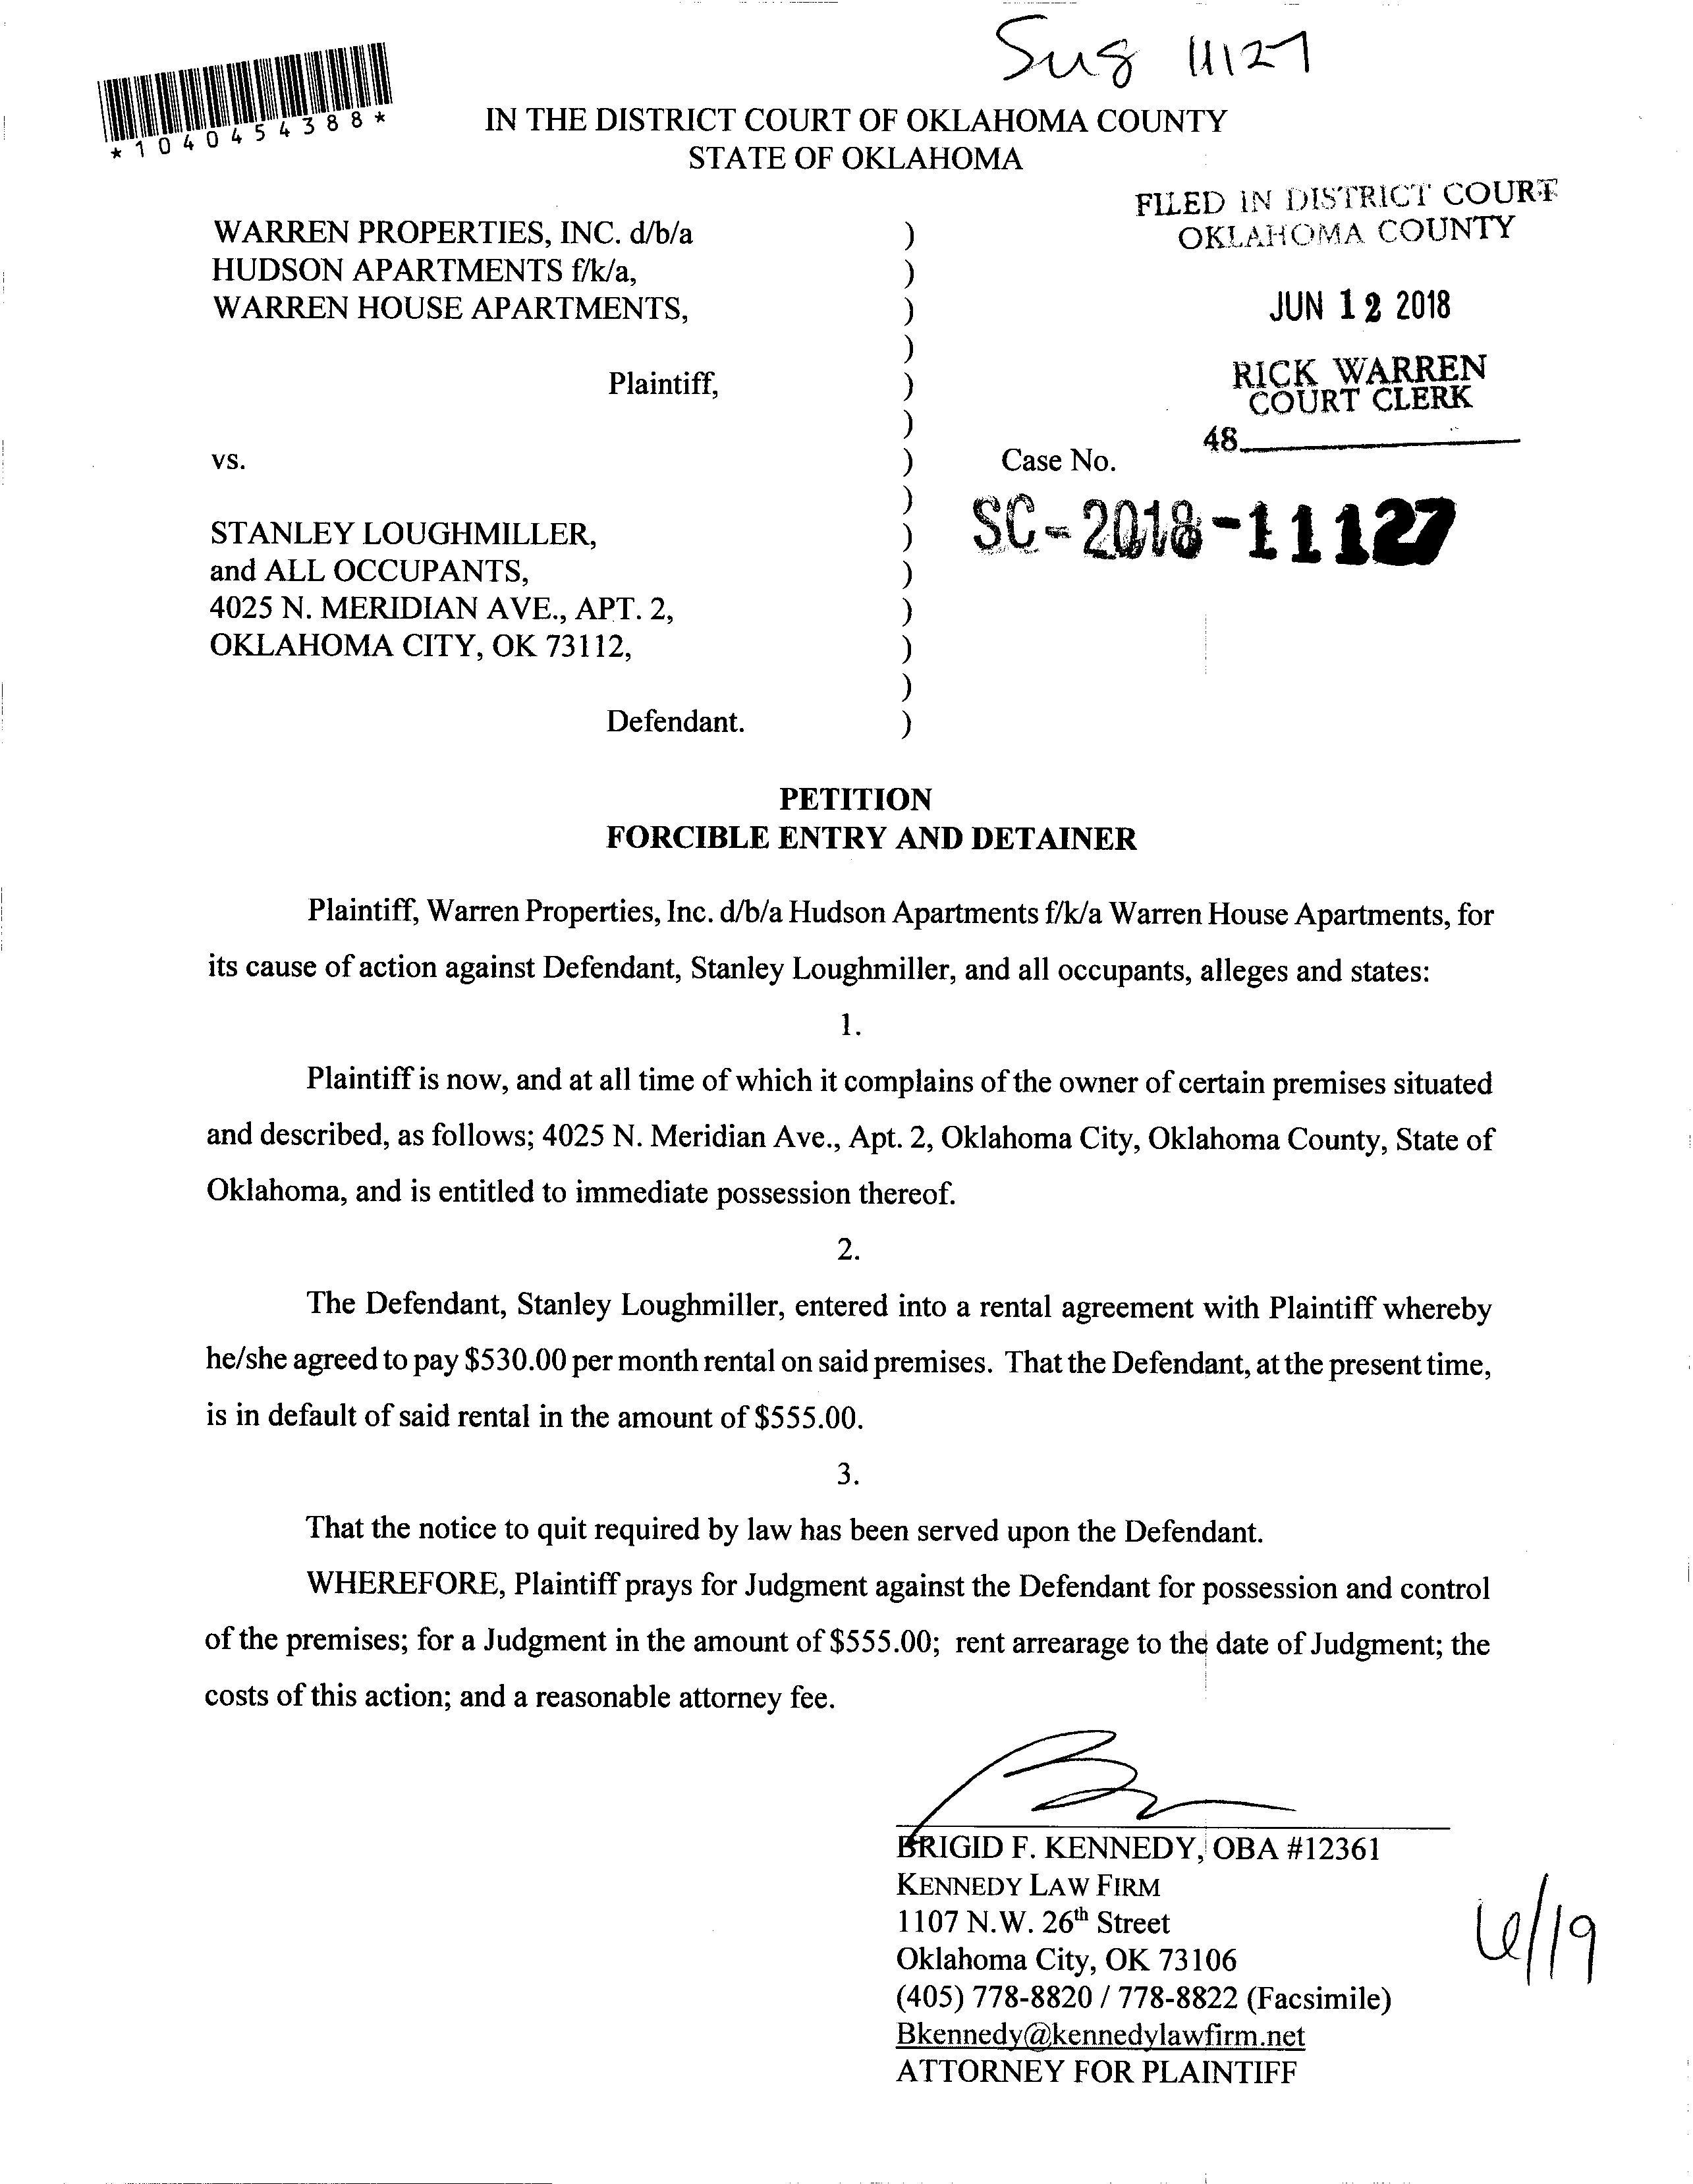 Sug 11127
*1040454388*
IN THE DISTRICT COURT OF OKLAHOMA COUNTY
STATE OF OKLAHOMA
FILED IN DISTRICT COURT
OKLAHOMA COUNTY
JUN 12 2018
RICK WARREN
COURT CLERK
48
WARREN PROPERTIES, INC. d/b/a )
HUDSON APARTMENTS f/k/a, )
WARREN HOUSE APARTMENTS, )
)
Plaintiff, )
)
vs. ) Case No.
)
SC-2018-11127
STANLEY LOUGHMILLER, )
and ALL OCCUPANTS, )
4025 N. MERIDIAN AVE., APT. 2, )
OKLAHOMA CITY, OK 73112, )
)
Defendant. )
PETITION
FORCIBLE ENTRY AND DETAINER
Plaintiff, Warren Properties, Inc. d/b/a Hudson Apartments f/k/a Warren House Apartments, for
its cause of action against Defendant, Stanley Loughmiller, and all occupants, alleges and states:
1.
Plaintiff is now, and at all time of which it complains of the owner of certain premises situated
and described, as follows; 4025 N. Meridian Ave., Apt. 2, Oklahoma City, Oklahoma County, State of
Oklahoma, and is entitled to immediate possession thereof.
2.
The Defendant, Stanley Loughmiller, entered into a rental agreement with Plaintiff whereby
he/she agreed to pay $530.00 per month rental on said premises. That the Defendant, at the present time,
is in default of said rental in the amount of $555.00.
3.
That the notice to quit required by law has been served upon the Defendant.
WHEREFORE, Plaintiff prays for Judgment against the Defendant for possession and control
of the premises; for a Judgment in the amount of $555.00; rent arrearage to the date of Judgment; the
costs of this action; and a reasonable attorney fee.
BRIGID F. KENNEDY, OBA #12361
KENNEDY LAW FIRM
1107 N.W. 26th Street
Oklahoma City, OK 73106
(405) 778-8820 / 778-8822 (Facsimile)
Bkennedy@kennedylawfirm.net
ATTORNEY FOR PLAINTIFF
6/19